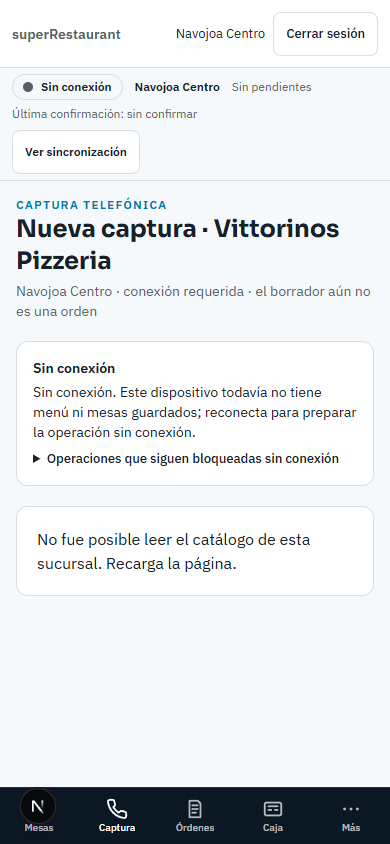 superRestaurant
Navojoa Centro
Cerrar sesión
Sin conexión
Navojoa Centro
Sin pendientes
Última confirmación: sin confirmar
Ver sincronización
CAPTURA TELEFÓNICA
Nueva captura · Vittorinos
Pizzeria
Navojoa Centro · conexión requerida · el borrador aún no
es una orden
Sin conexión
Sin conexión. Este dispositivo todavía no tiene
menú ni mesas guardados; reconecta para preparar
la operación sin conexión.
Operaciones que siguen bloqueadas sin conexión
No fue posible leer el catálogo de esta
sucursal. Recarga la página.
N
Mesas
Captura
Órdenes
Caja
Más